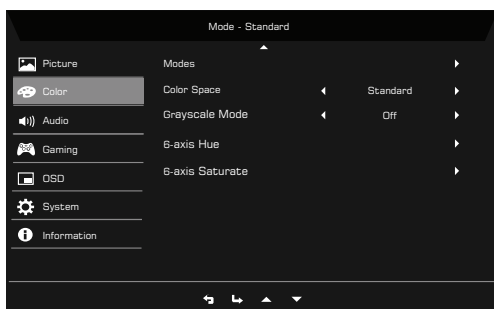 Mode - Standard
Picture
Color
Audio
Gaming
OSD
System
Information
Modes
Color Space Standard
Grayscale Mode Off
6-axis Hue
6-axis Saturate